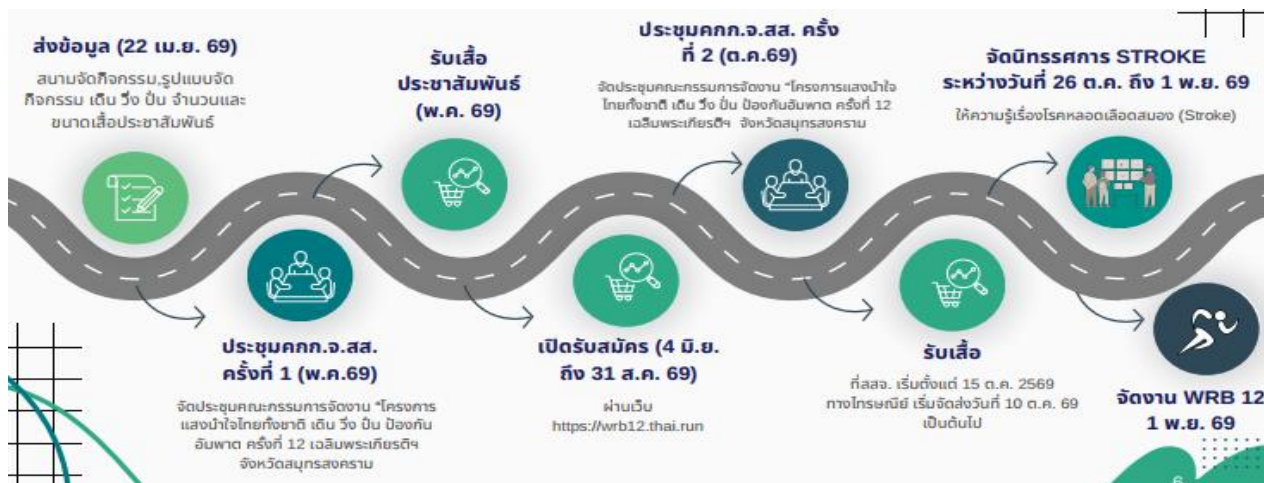 ส่งข้อมูล (22 เม.ย. 69)
สนามจัดกิจกรรม,รูปแบบจัด
กิจกรรม เดิน วิ่ง ปั่น จำนวนและ
ขนาดเสื้อประชาสัมพันธ์
ประชุมคกก.จ.สส.
ครั้งที่ 1 (พ.ค.69)
จัดประชุมคณะกรรมการจัดงาน "โครงการ
แสงนำใจไทยทั้งชาติ เดิน วิ่ง ปั่น ป้องกัน
อัมพาต ครั้งที่ 12 เฉลิมพระเกียรติฯ
จังหวัดสมุทรสงคราม
รับเสื้อ
ประชาสัมพันธ์
(พ.ค. 69)
เปิดรับสมัคร (4 มิ.ย.
ถึง 31 ส.ค. 69)
ผ่านเว็บ
https://wrb12.thai.run
ประชุมคกก.จ.สส. ครั้ง
ที่ 2 (ต.ค.69)
จัดประชุมคณะกรรมการจัดงาน "โครงการแสงนำใจ
ไทยทั้งชาติ เดิน วิ่ง ปั่น ป้องกันอัมพาต ครั้งที่ 12
เฉลิมพระเกียรติฯ จังหวัดสมุทรสงคราม
รับเสื้อ
ที่สสจ. เริ่มตั้งแต่ 15 ต.ค. 2569
ทางไทรษณีย์ เริ่มจัดส่งวันที่ 10 ต.ค. 69
เป็นต้นไป
จัดนิทรรศการ STROKE
ระหว่างวันที่ 26 ต.ค. ถึง 1 พ.ย. 69
ให้ความรู้เรื่องโรคหลอดเลือดสมอง (Stroke)
จัดงาน WRB 12
1 พ.ย. 69
6